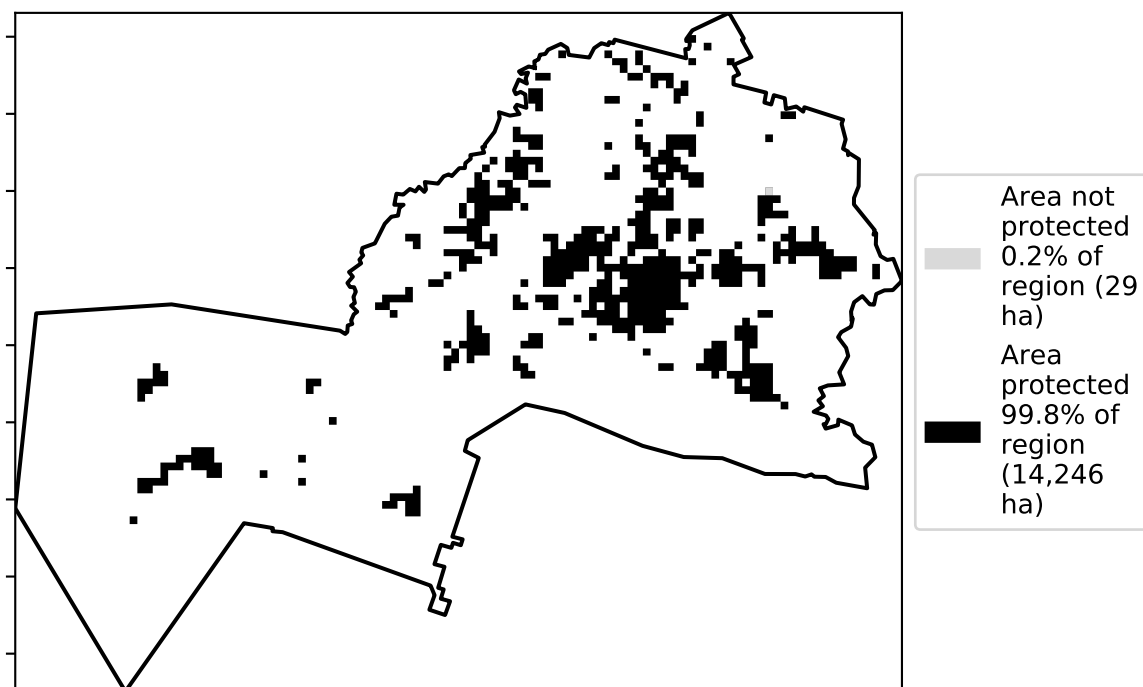 Area not
protected
0.2% of
region (29
ha)
Area
protected
99.8% of
region
(14,246
ha)